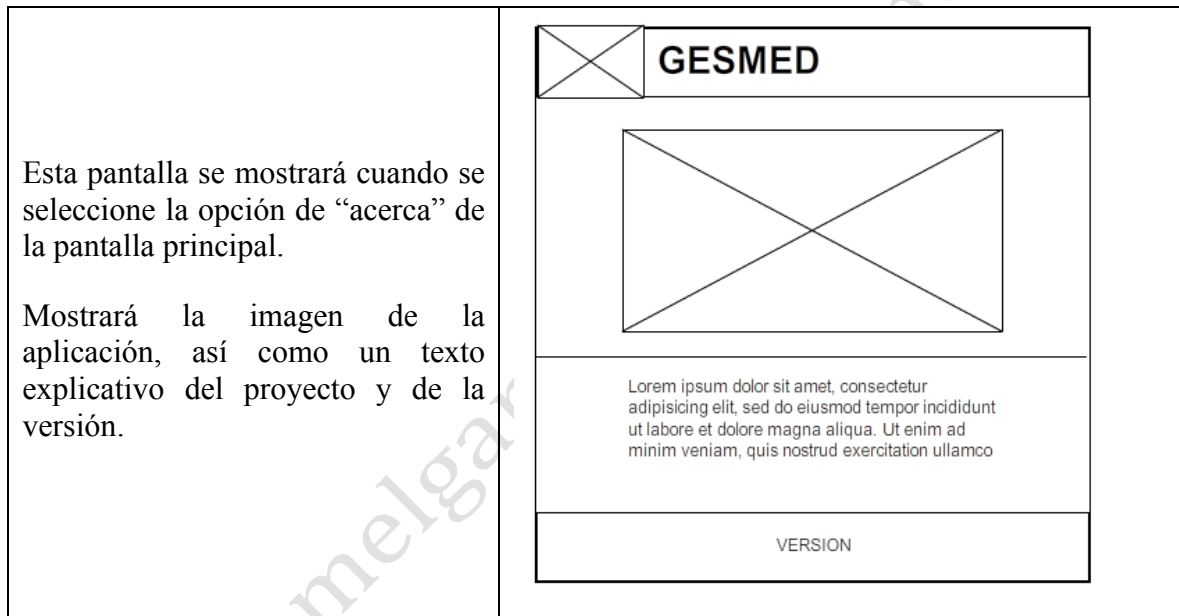 Esta pantalla se mostrará cuando se
seleccione la opción de “acerca” de
la pantalla principal.
Mostrará la imagen de la
aplicación, así como un texto
explicativo del proyecto y de la
versión.
GESMED
Lorem ipsum dolor sit amet, consectetur
adipisicing elit, sed do eiusmod tempor incididunt
ut labore et dolore magna aliqua. Ut enim ad
minim veniam, quis nostrud exercitation ullamco
VERSION